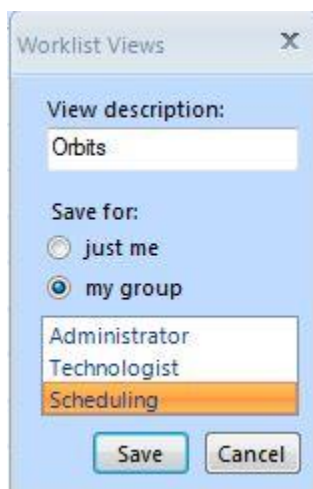 Worklist Views
View description:
Orbits
Save for:
just me
my group
Administrator
Technologist
Scheduling
Save Cancel